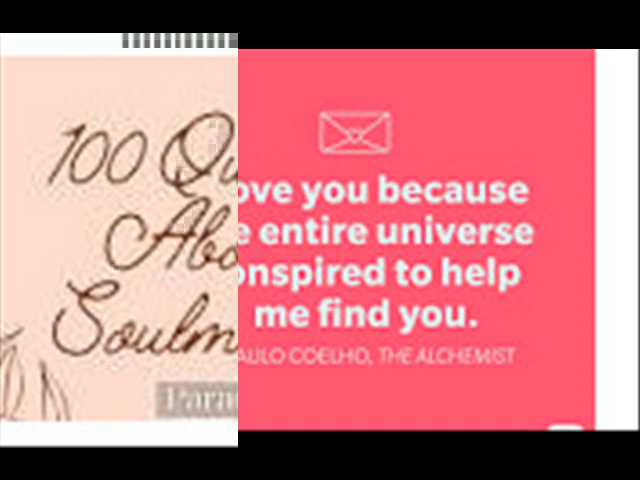 100 Qu
Abo
Soulm
ove you because
e entire universe
onspired to help
me find you.
AULO COELHO, THE ALCHEMIST